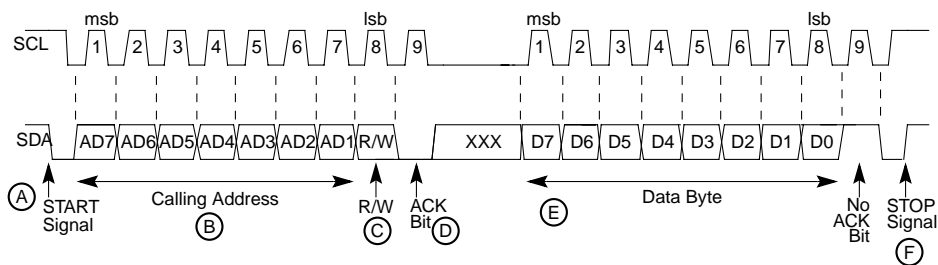 msb lsb msb lsb
SCL 1 2 3 4 5 6 7 8 9 1 2 3 4 5 6 7 8 9
SDA AD7 AD6 AD5 AD4 AD3 AD2 AD1 R/W XXX D7 D6 D5 D4 D3 D2 D1 D0
A START Signal
Calling Address
B
R/W
C
ACK
Bit D
E
Data Byte
No
ACK
Bit
STOP
Signal
F